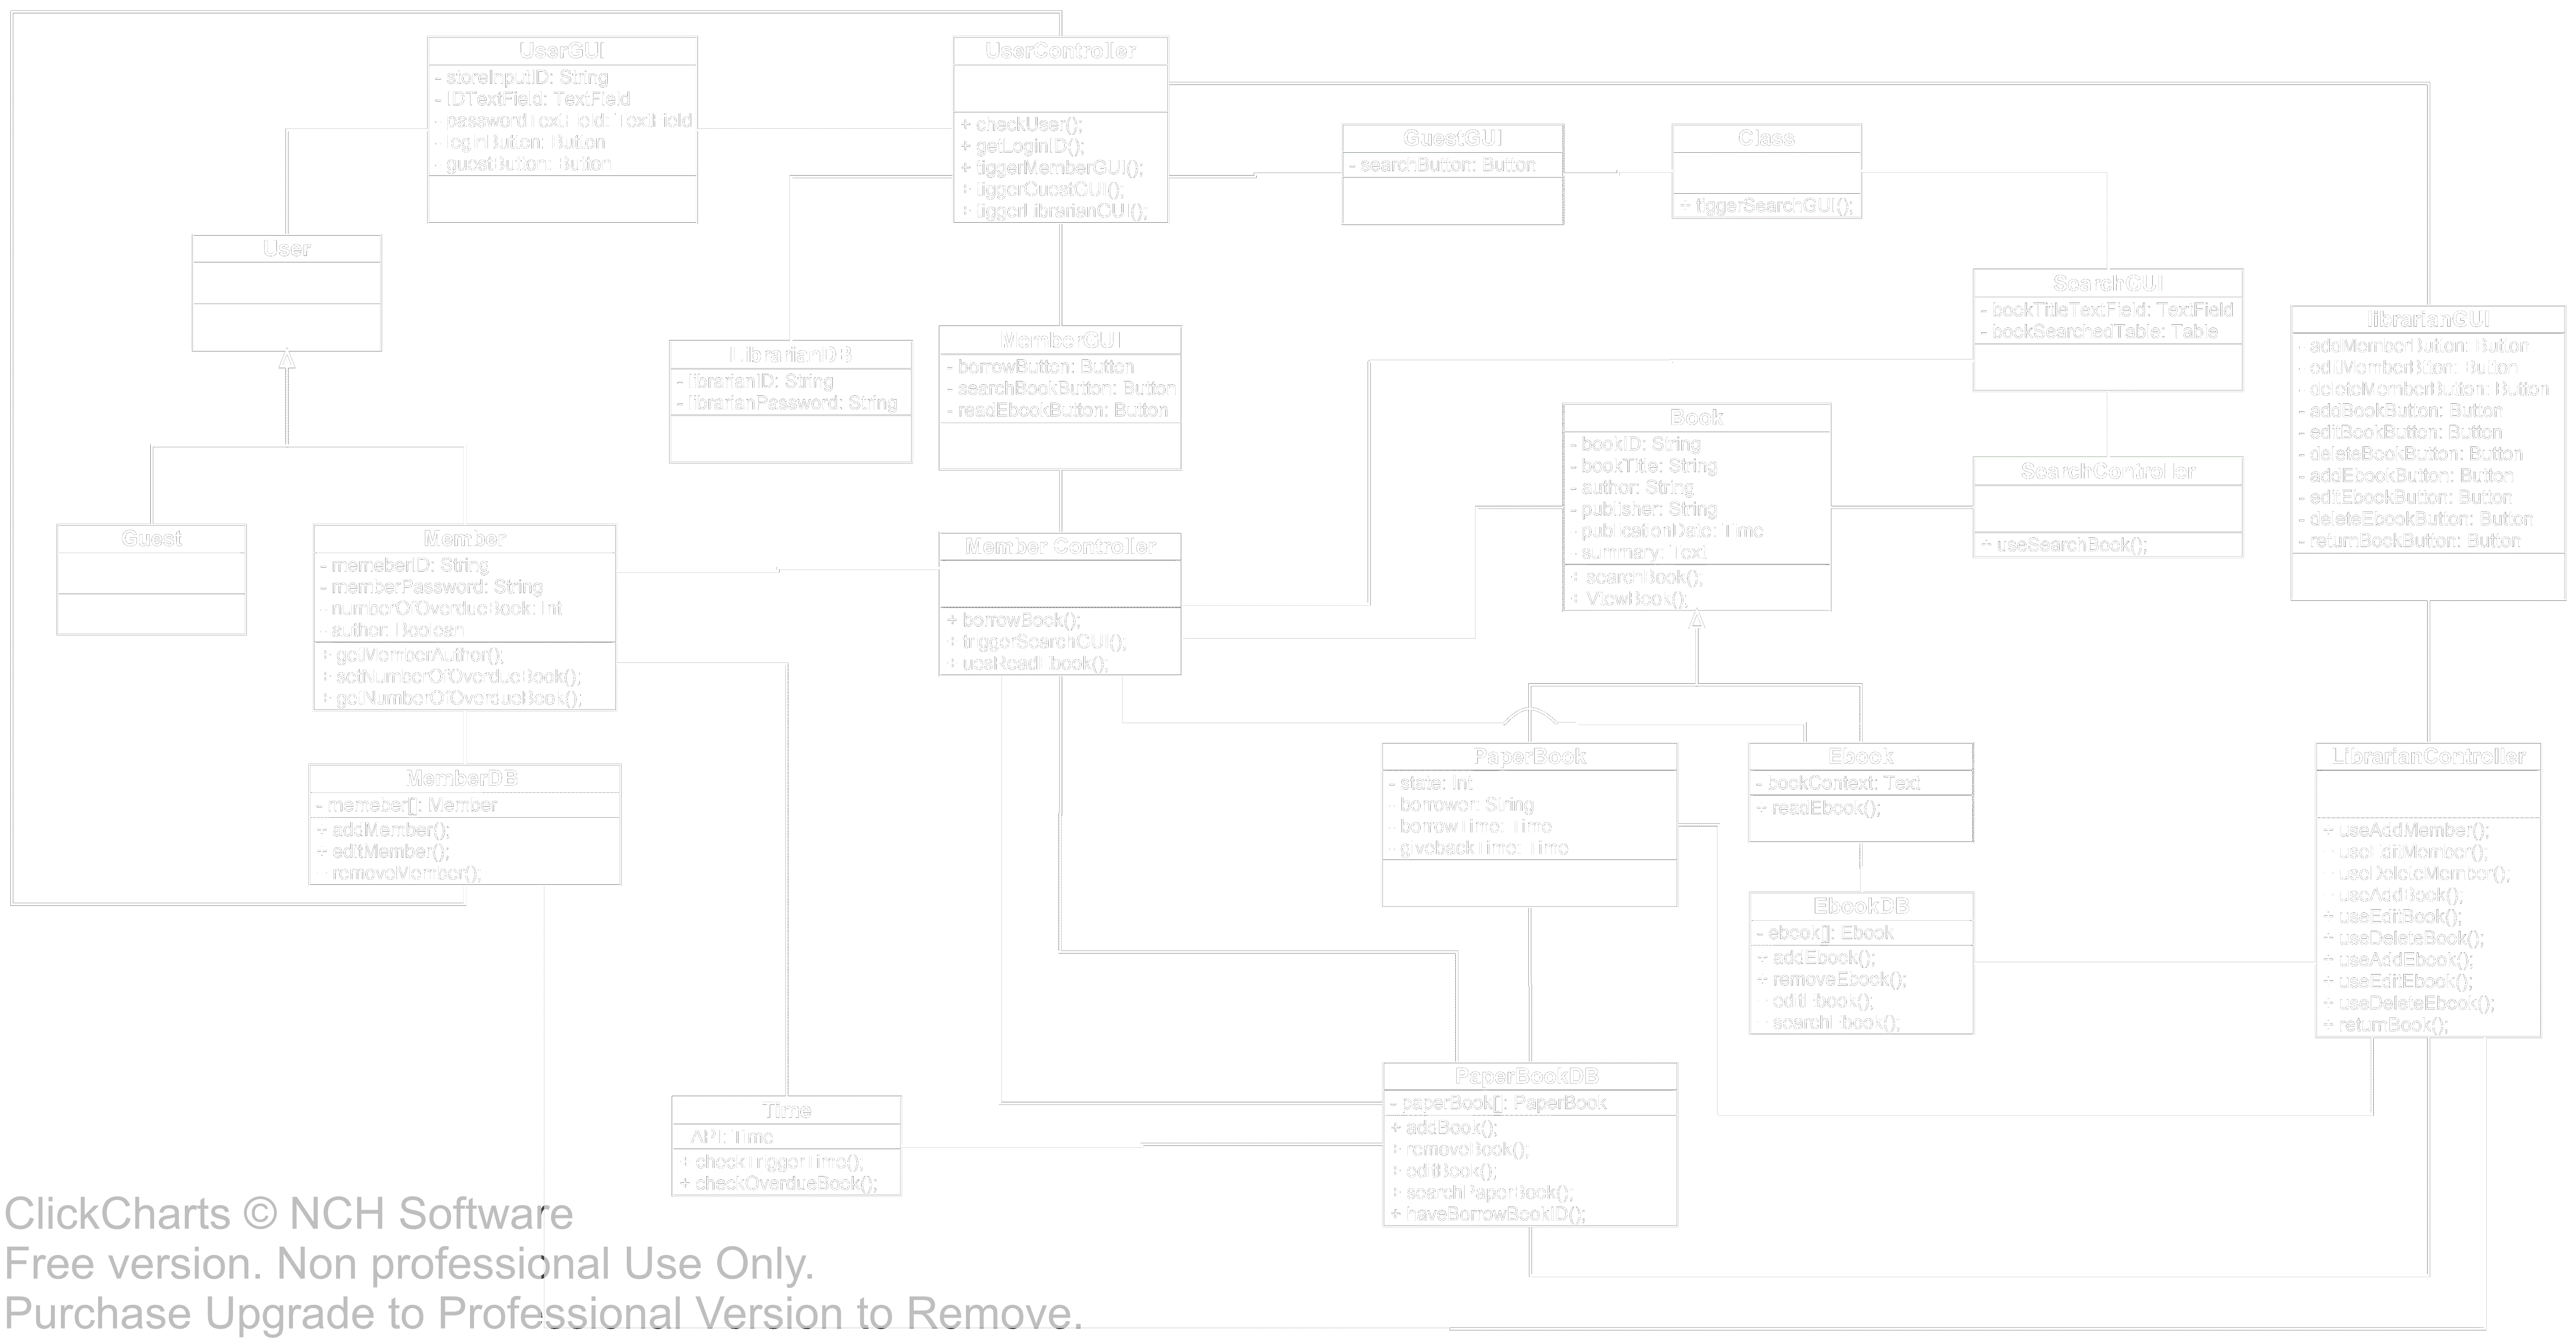 UserGUI
- storeInputID: String
- IDTextField: TextField
- passwordTextField: TextField
- loginButton: Button
- guestButton: Button
UserController
+ checkUser();
+ getLoginID();
+ tiggerMemberGUI();
+ tiggerGuestGUI();
+ tiggerLibrarianGUI();
GuestGUI
- searchButton: Button
Class
+ tiggerSearchGUI();
User
SearchGUI
- bookTitleTextField: TextField
- bookSearchedTable: Table
librarianGUI
- addMemberButton: Button
- editMemberBtton: Button
- deleteMemberButton: Button
- addBookButton: Button
- editBookButton: Button
- deleteBookButton: Button
- addEbookButton: Button
- editEbookButton: Button
- deleteEbookButton: Button
- returnBookButton: Button
LibrarianDB
- librarianID: String
- librarianPassword: String
MemberGUI
- borrowButton: Button
- searchBookButton: Button
- readEbookButton: Button
Book
- bookID: String
- bookTitle: String
- author: String
- publisher: String
- publicationDate: Time
- summary: Text
+ searchBook();
+ ViewBook();
SearchController
+ useSearchBook();
Guest
Member
- memeberID: String
- memberPassword: String
- numberOfOverdueBook: Int
- author: Boolean
+ getMemberAuthor();
+ setNumberOfOverdueBook();
+ getNumberOfOverdueBook();
Member Controller
+ borrowBook();
+ triggerSearchGUI();
+ uesReadEbook();
MemberDB
- memeber[]: Member
+ addMember();
+ editMember();
+ removeMember();
PaperBook
- state: Int
- borrower: String
- borrowTime: Time
- givebackTime: Time
Ebook
- bookContext: Text
+ readEbook();
LibrarianController
+ useAddMember();
+ useEditMember();
+ useDeleteMember();
+ useAddBook();
+ useEditBook();
+ useDeleteBook();
+ useAddEbook();
+ useEditEbook();
+ useDeleteEbook();
+ returnBook();
EbookDB
- ebook[]: Ebook
+ addEbook();
+ removeEbook();
+ editEbook();
+ searchEbook();
Time
- API: Time
+ checkTriggerTime();
+ checkOverdueBook();
PaperBookDB
- paperBook[]: PaperBook
+ addBook();
+ removeBook();
+ editBook();
+ searchPaperBook();
+ haveBorrowBookID();
ClickCharts © NCH Software
Free version. Non professional Use Only.
Purchase Upgrade to Professional Version to Remove.